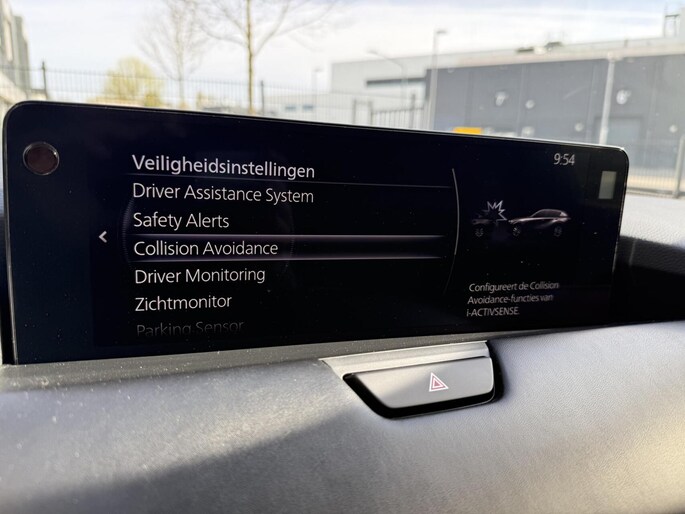 Veiligheidsinstellingen
9:54
Driver Assistance System
Safety Alerts
Collision Avoidance
Driver Monitoring
Zichtmonitor
Parking Sensor
Configureert de Collision
Avoidance-functies van
i-ACTIVSENSE.